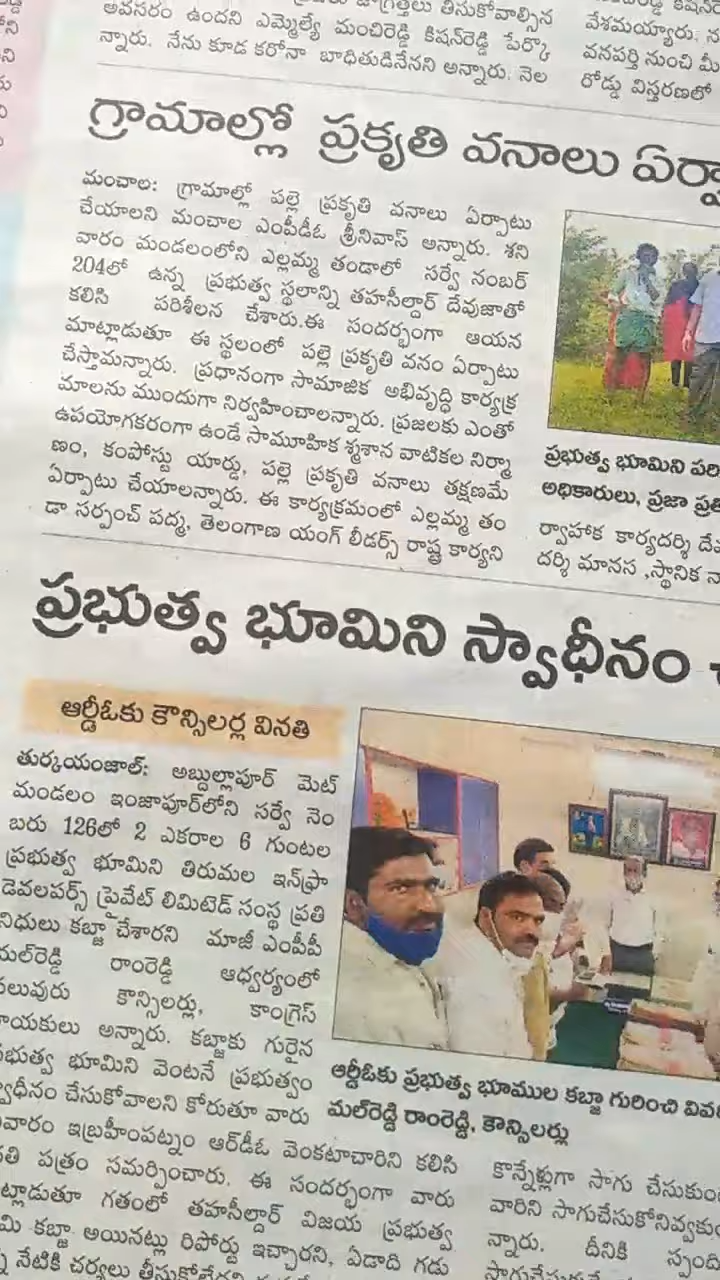 అవసరం ఉందని ఎమ్మెల్యే మంచిరెడ్డి కిషన్‌రెడ్డి పేర్కొ
న్నారు. నేను కూడ కరోనా బాధితుడినేనని అన్నారు. నెల
వేశమయ్యారు.
వనపర్తి నుంచి మీ
రోడ్డు విస్తరణలో
గ్రామాల్లో ప్రకృతి వనాలు
మంచాల: గ్రామాల్లో పల్లె ప్రకృతి వనాలు ఏర్పాటు
చేయాలని మంచాల ఎంపీడీఓ శ్రీనివాస్ అన్నారు. శని
వారం మండలంలోని ఎల్లమ్మ తండాలో సర్వే నంబర్
204లో ఉన్న ప్రభుత్వ స్థలాన్ని తహసీల్దార్ దేవుజాతో
కలిసి పరిశీలన చేశారు.ఈ సందర్భంగా ఆయన
మాట్లాడుతూ ఈ స్థలంలో పల్లె ప్రకృతి వనం ఏర్పాటు
చేస్తామన్నారు. ప్రధానంగా సామాజిక అభివృద్ధి కార్యక్ర
మాలను ముందుగా నిర్వహించాలన్నారు. ప్రజలకు ఎంతో
ఉపయోగకరంగా ఉండే సామూహిక శ్మశాన వాటికల నిర్మా
ణం, కంపోస్టు యార్డు, పల్లె ప్రకృతి వనాలు తక్షణమే
ఏర్పాటు చేయాలన్నారు. ఈ కార్యక్రమంలో ఎల్లమ్మ తం
డా సర్పంచ్ పద్మ, తెలంగాణ యంగ్ లీడర్స్ రాష్ట్ర కార్యని
ప్రభుత్వ భూమిని
అధికారులు, ప్రజా
ర్వాహక కార్యదర్శి
దర్శి మానస ,స్థానిక
ప్రభుత్వ భూమిని స్వాధీనం
ఆర్డీఓకు కౌన్సిలర్ల వినతి
తుర్కయంజాల్: అబ్దుల్లాపూర్ మెట్
మండలం ఇంజాపూర్‌లోని సర్వే నెం
బరు 126లో 2 ఎకరాల 6 గుంటల
ప్రభుత్వ భూమిని తిరుమల ఇన్‌ఫ్రా
డెవలపర్స్ ప్రైవేట్ లిమిటెడ్ సంస్థ ప్రతి
నిధులు కబ్జా చేశారని మాజీ ఎంపీపీ
మల్‌రెడ్డి రాంరెడ్డి ఆధ్వర్యంలో
పలువురు కౌన్సిలర్లు, కాంగ్రెస్
నాయకులు అన్నారు. కబ్జాకు గురైన
ప్రభుత్వ భూమిని వెంటనే ప్రభుత్వం
స్వాధీనం చేసుకోవాలని కోరుతూ వారు
ఇబ్రహీంపట్నం ఆర్‌డీఓ వెంకటాచారిని కలిసి
పత్రం సమర్పించారు. ఈ సందర్భంగా వారు
గతంలో తహసీల్దార్ విజయ ప్రభుత్వ
కబ్జా అయినట్లు రిపోర్టు ఇచ్చారని, ఏడాది గడు
నేటికి చర్యలు
ఆర్డీఓకు ప్రభుత్వ భూముల కబ్జా గురించి
మల్‌రెడ్డి రాంరెడ్డి, కౌన్సిలర్లు
కొన్నేళ్లుగా సాగు
వారిని సాగుచేసుకోనివ్వకు
న్నారు. దీనికి